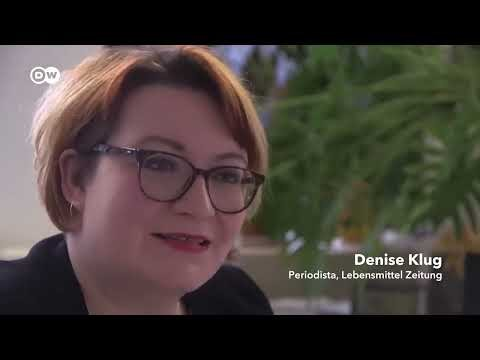 DW
Denise Klug
Periodista, Lebensmittel Zeitung